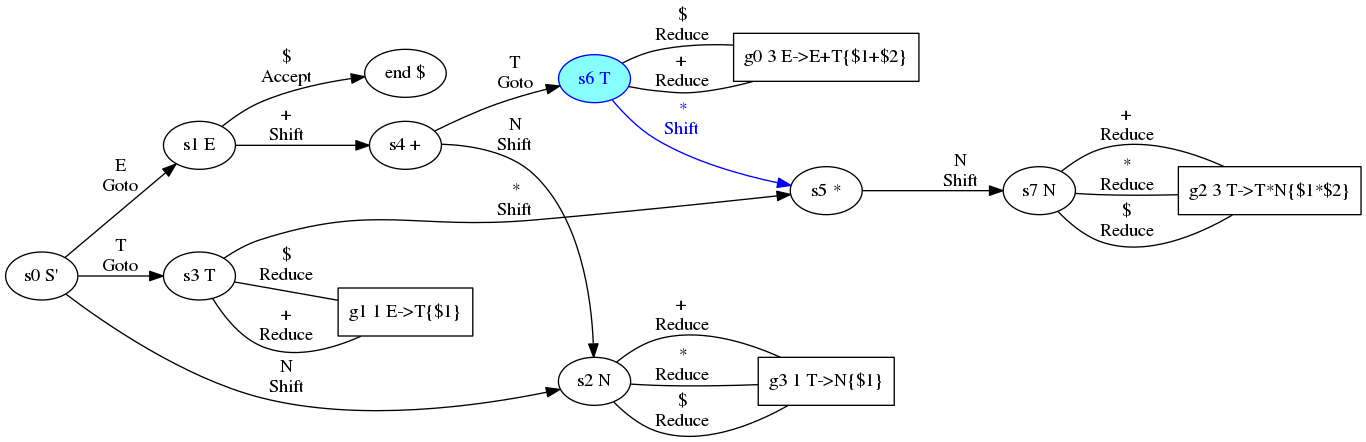 $
Reduce
g0 3 E->E+T{$1+$2}
+
Reduce
$
Accept
end $
T
Goto
s6 T
*
Shift
+
Shift
s1 E
s4 +
N
Shift
E
Goto
*
Shift
s5 *
N
Shift
s7 N
+
Reduce
*
Reduce
g2 3 T->T*N{$1*$2}
$
Reduce
s0 S'
T
Goto
s3 T
$
Reduce
g1 1 E->T{$1}
+
Reduce
N
Shift
s2 N
+
Reduce
*
Reduce
g3 1 T->N{$1}
$
Reduce